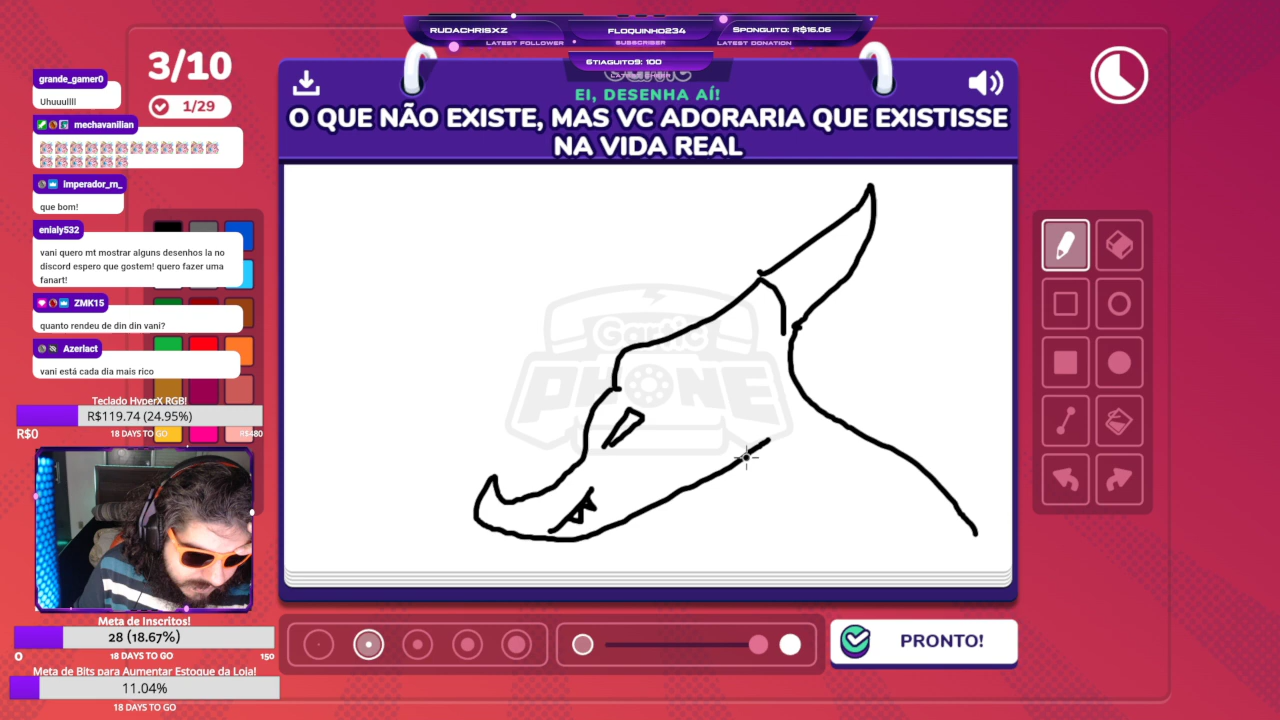 RUDACHRISXZ
LATEST FOLLOWER
FLOQUINHO234
SUBSCRIBER
SPONGUITO: R$16.06
LATEST DONATION
6TIAGUITO9: 100
3/10
1/29
EI, DESENHA AÍ!
O QUE NÃO EXISTE, MAS VC ADORARIA QUE EXISTISSE
NA VIDA REAL
grande_gamer0
Uhuuulll
mechavanilian
imperador_rn_
que bom!
enialy532
vani quero mt mostrar alguns desenhos la no
discord espero que gostem! quero fazer uma
fanart!
ZMK15
quanto rendeu de din din vani?
Azerlact
vani está cada dia mais rico
Gartic
PHONE
Teclado HyperX RGB!
R$119.74 (24.95%)
R$0
18 DAYS TO GO
R$480
Meta de Inscritos!
28 (18.67%)
0
18 DAYS TO GO
150
Meta de Bits para Aumentar Estoque da Loja!
11.04%
18 DAYS TO GO
PRONTO!